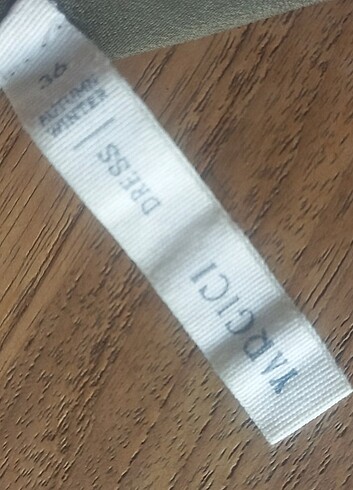 36
AUTUMN
WINTER
DRESS
YARGICI